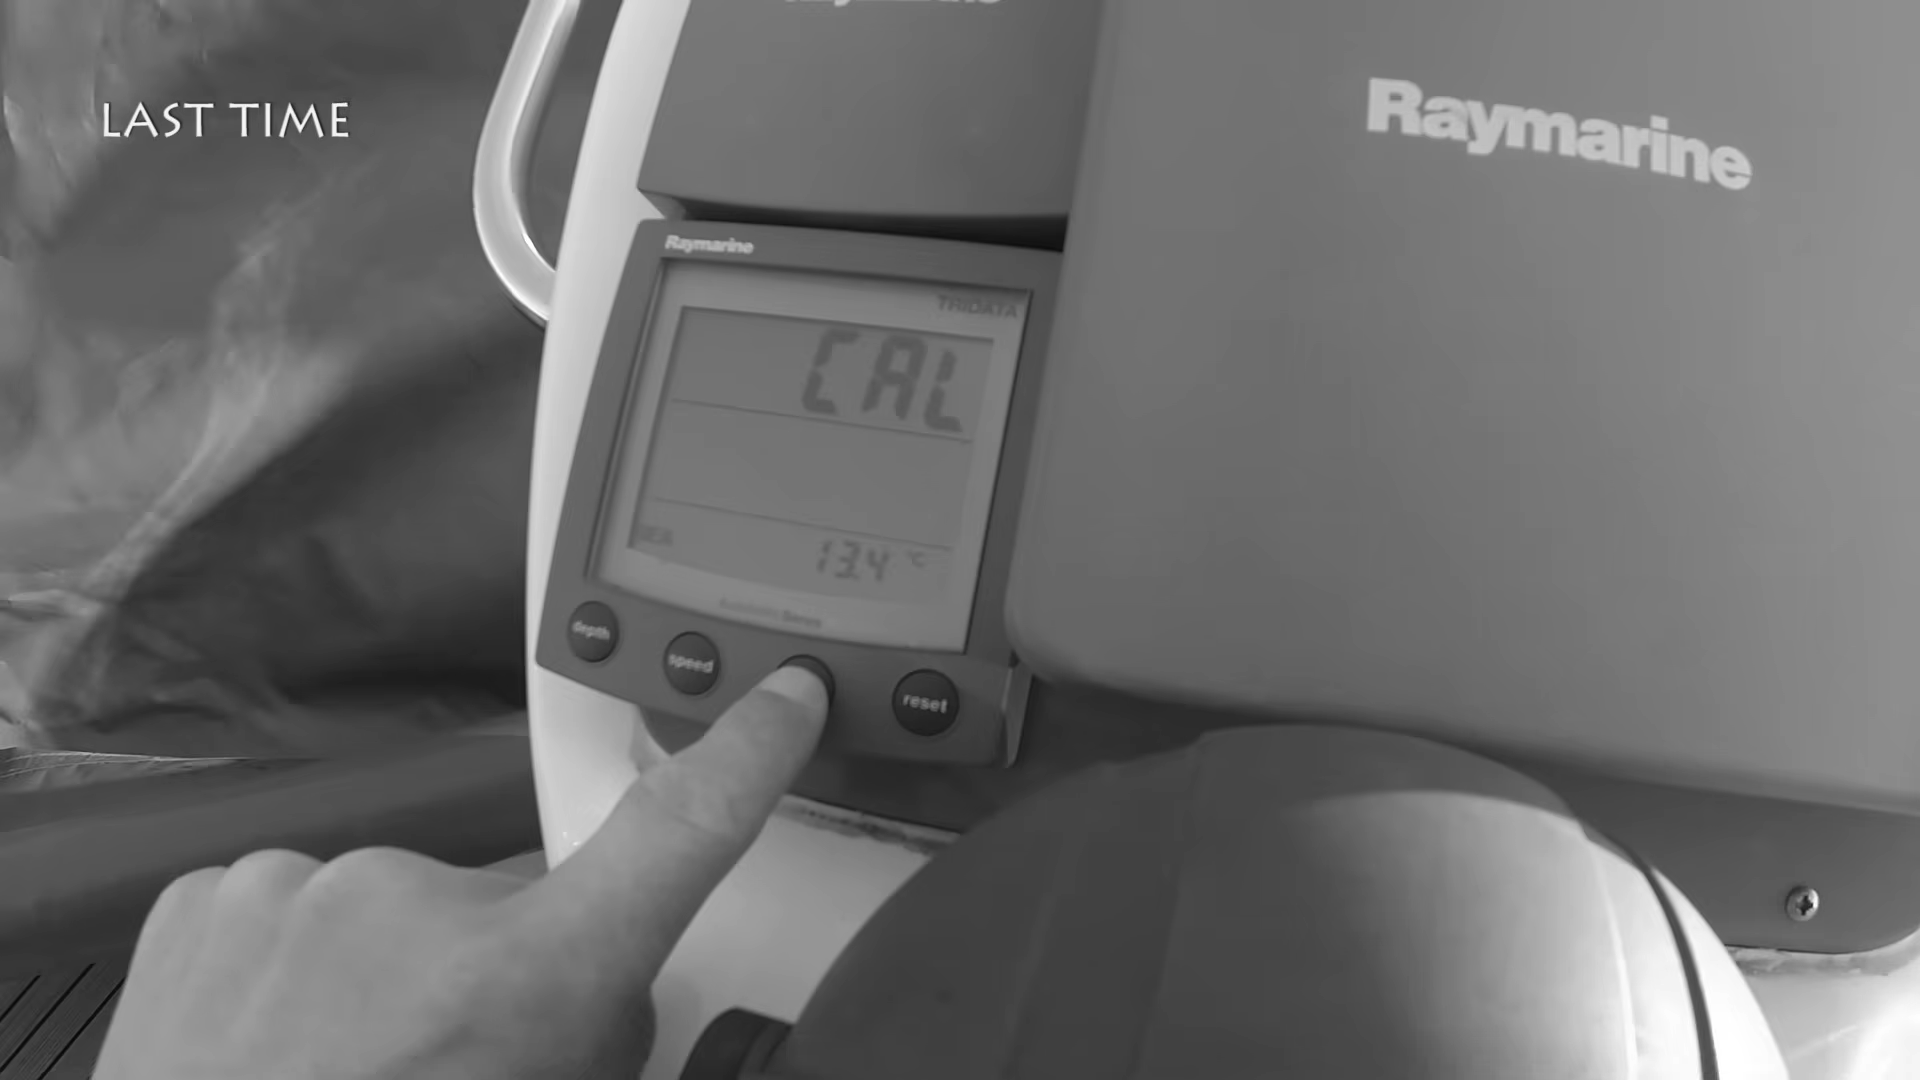 LAST TIME
Raymarine
Raymarine
TRIDATA
CAL
13.4 °C
depth
speed
reset